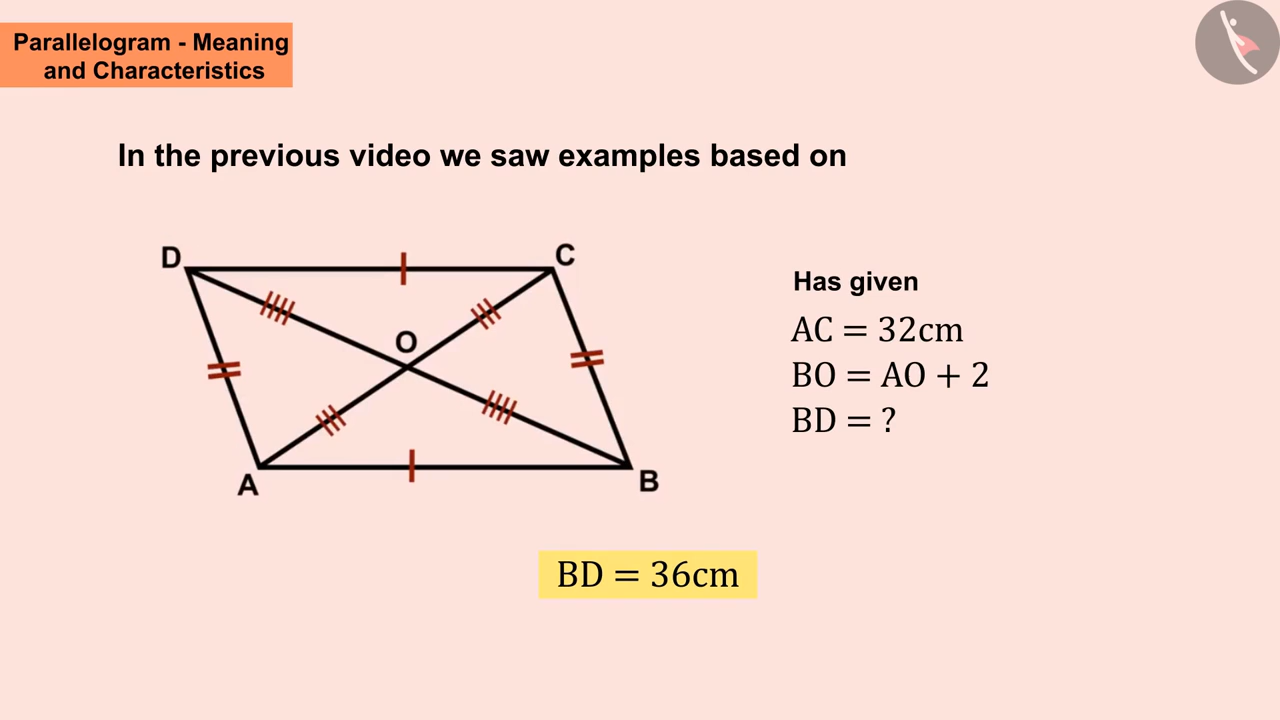 Parallelogram - Meaning
and Characteristics
In the previous video we saw examples based on
D
C
O
A
B
Has given
AC = 32cm
BO = AO + 2
BD = ?
BD = 36cm